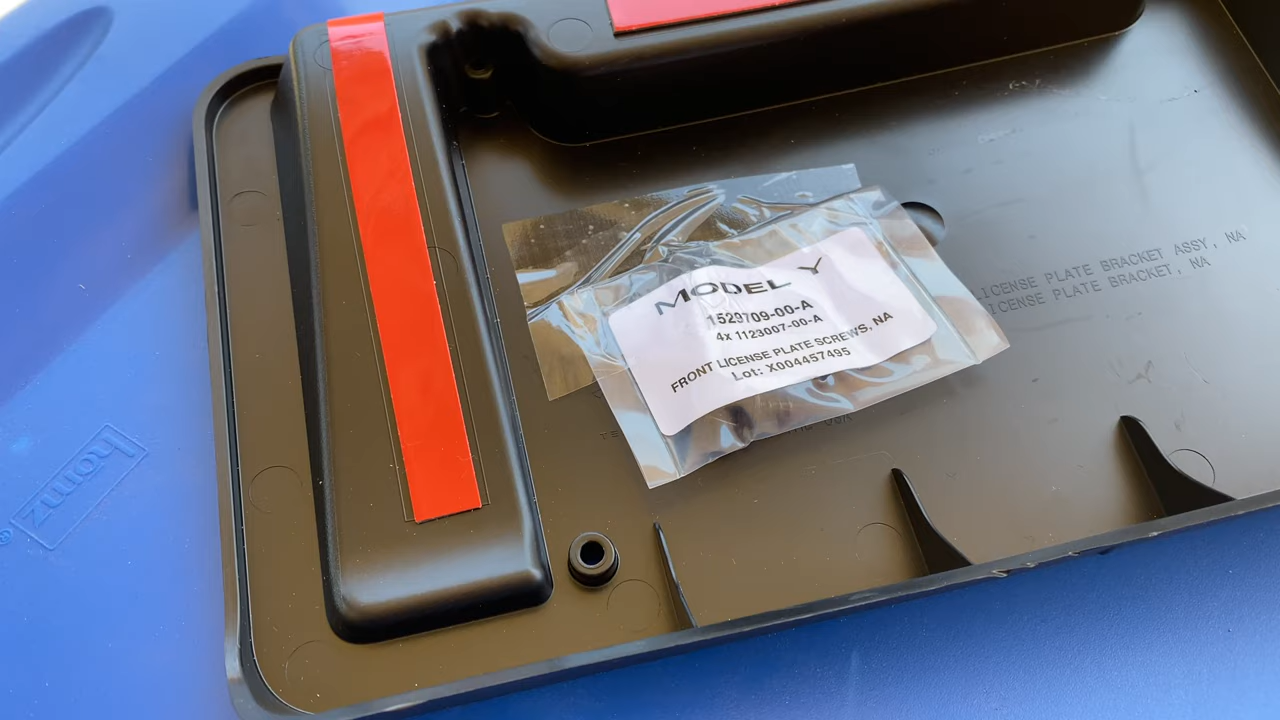 MODEL Y
1529709-00-A
4x 1123007-00-A
FRONT LICENSE PLATE SCREWS, NA
Lot: X004457495
LICENSE PLATE BRACKET ASSY, NA
LICENSE PLATE BRACKET, NA
homz®